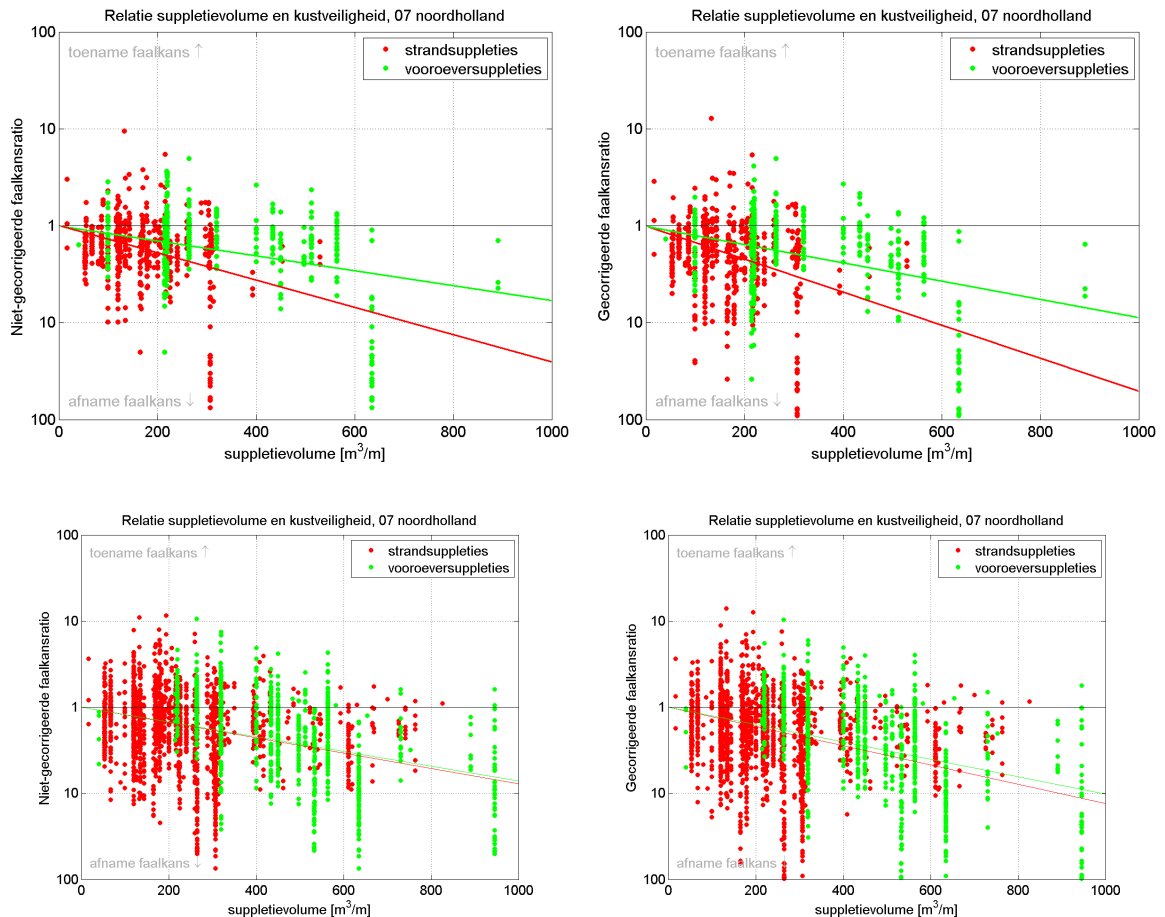 Relatie suppletievolume en kustveiligheid, 07 noordholland
100
toename faalkans ↑
strandsuppleties
vooroeversuppleties
10
1
10
afname faalkans ↓
100
Niet-gecorrigeerde faalkansratio
0
200
400
600
800
1000
suppletievolume [m³/m]
Relatie suppletievolume en kustveiligheid, 07 noordholland
100
toename faalkans ↑
strandsuppleties
vooroeversuppleties
10
1
10
afname faalkans ↓
100
Gecorrigeerde faalkansratio
0
200
400
600
800
1000
suppletievolume [m³/m]
Relatie suppletievolume en kustveiligheid, 07 noordholland
100
toename faalkans ↑
strandsuppleties
vooroeversuppleties
10
1
10
afname faalkans ↓
100
Niet-gecorrigeerde faalkansratio
0
200
400
600
800
1000
suppletievolume [m³/m]
Relatie suppletievolume en kustveiligheid, 07 noordholland
100
toename faalkans ↑
strandsuppleties
vooroeversuppleties
10
1
10
afname faalkans ↓
100
Gecorrigeerde faalkansratio
0
200
400
600
800
1000
suppletievolume [m³/m]